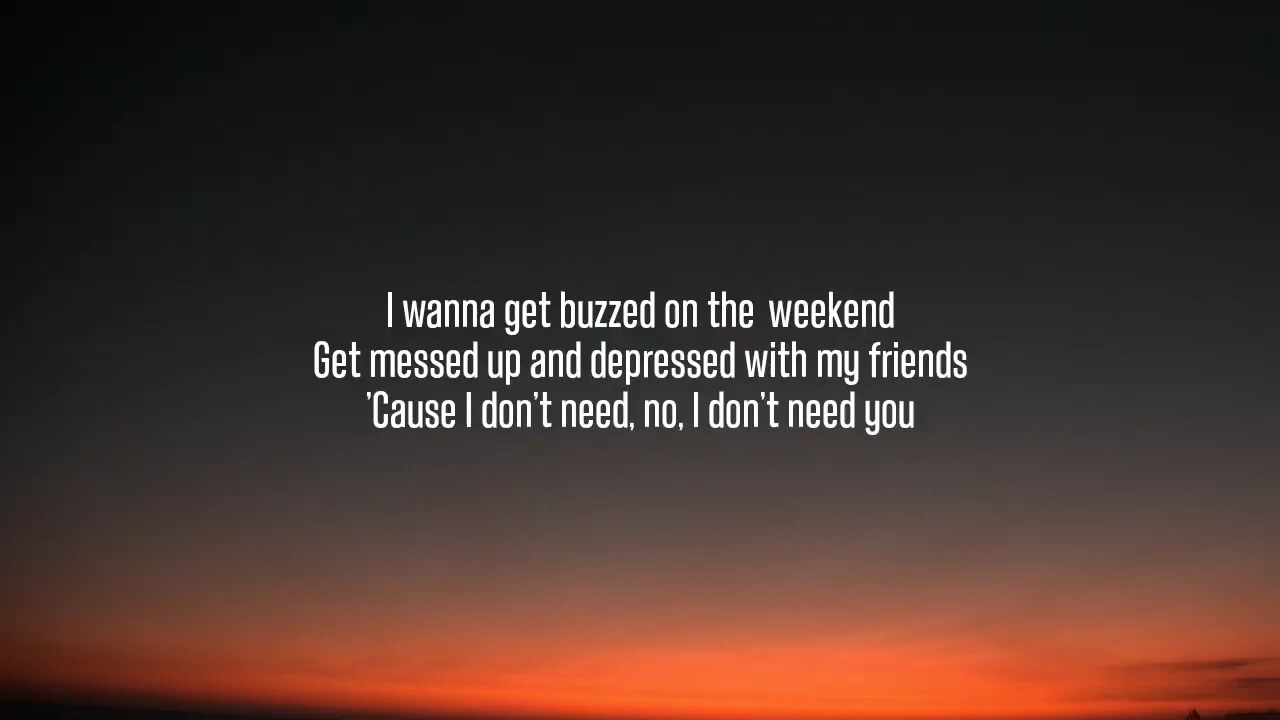 I wanna get buzzed on the  weekend
Get messed up and depressed with my friends
’Cause I don’t need, no, I don’t need you